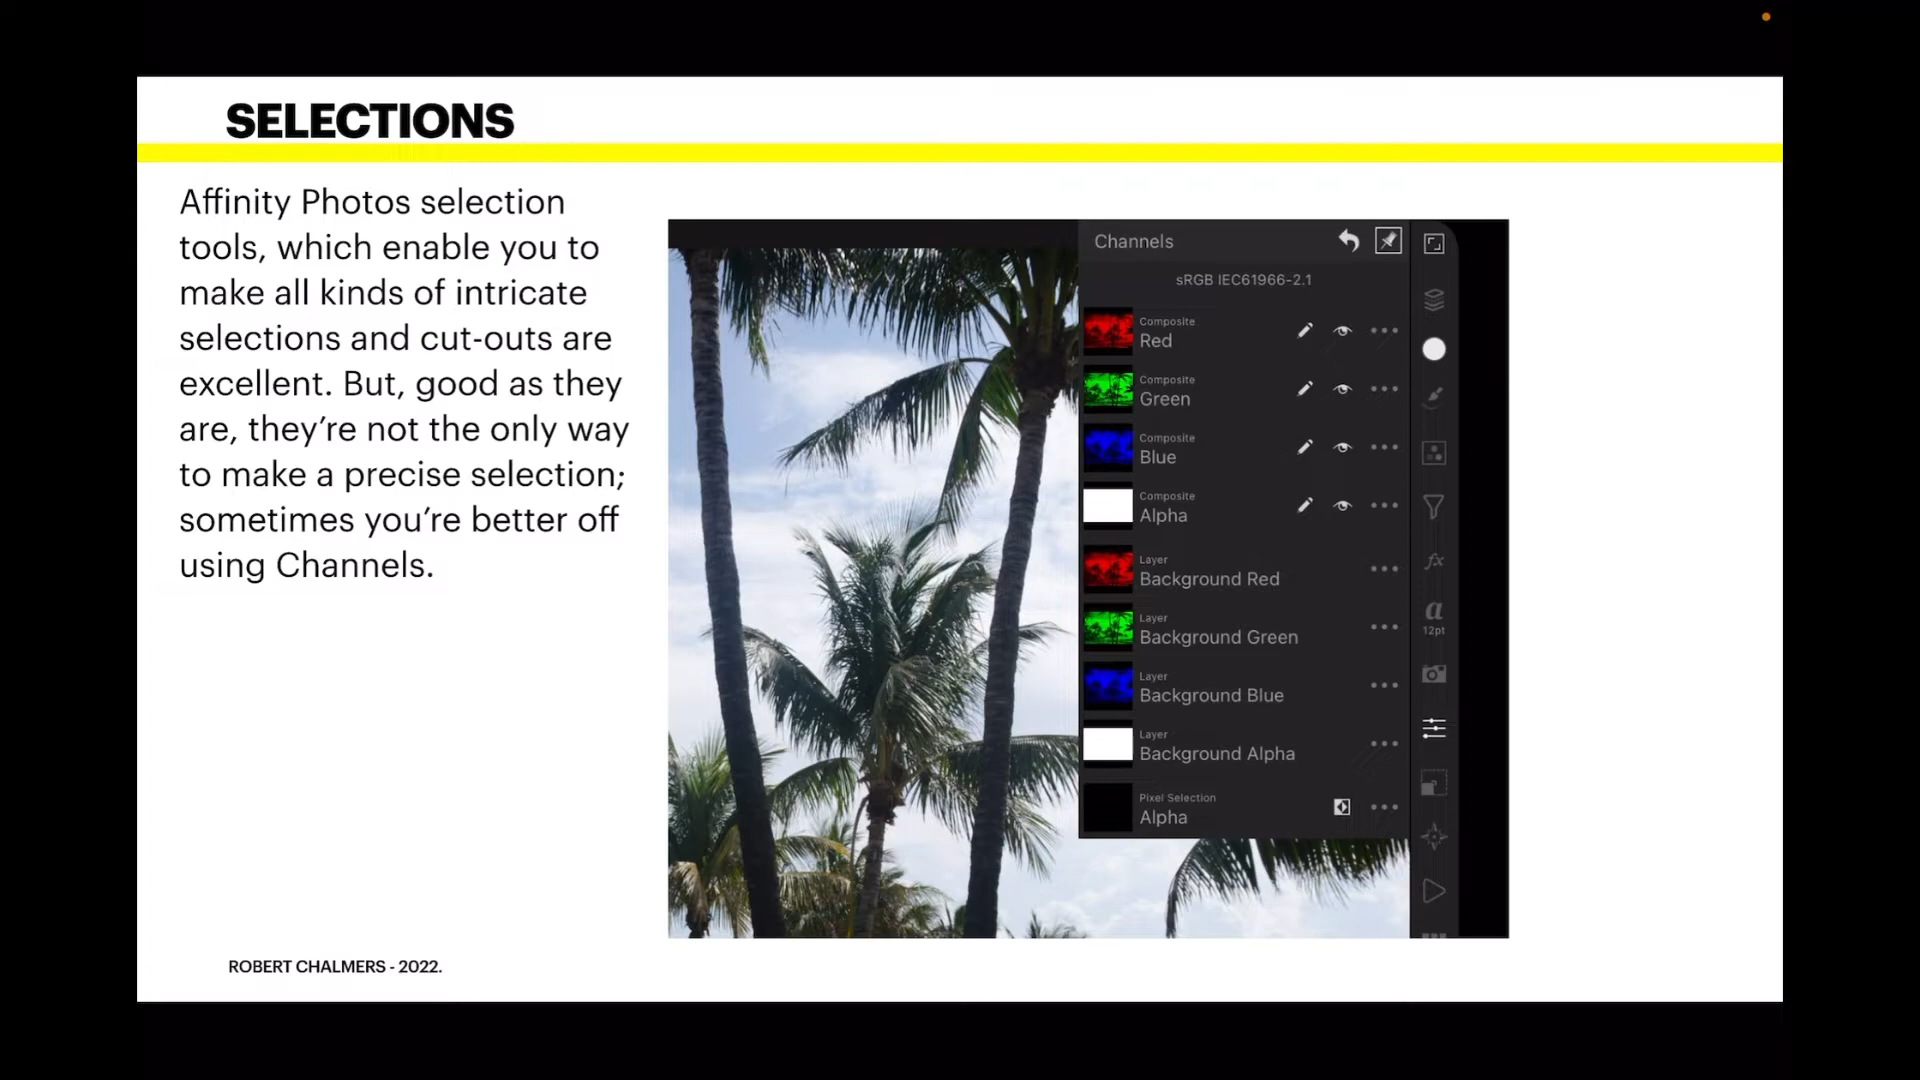 SELECTIONS
Affinity Photos selection
tools, which enable you to
make all kinds of intricate
selections and cut-outs are
excellent. But, good as they
are, they’re not the only way
to make a precise selection;
sometimes you’re better off
using Channels.
Channels
sRGB IEC61966-2.1
Composite
Red
Composite
Green
Composite
Blue
Composite
Alpha
Layer
Background Red
Layer
Background Green
Layer
Background Blue
Layer
Background Alpha
Pixel Selection
Alpha
fx
a
12pt
ROBERT CHALMERS - 2022.